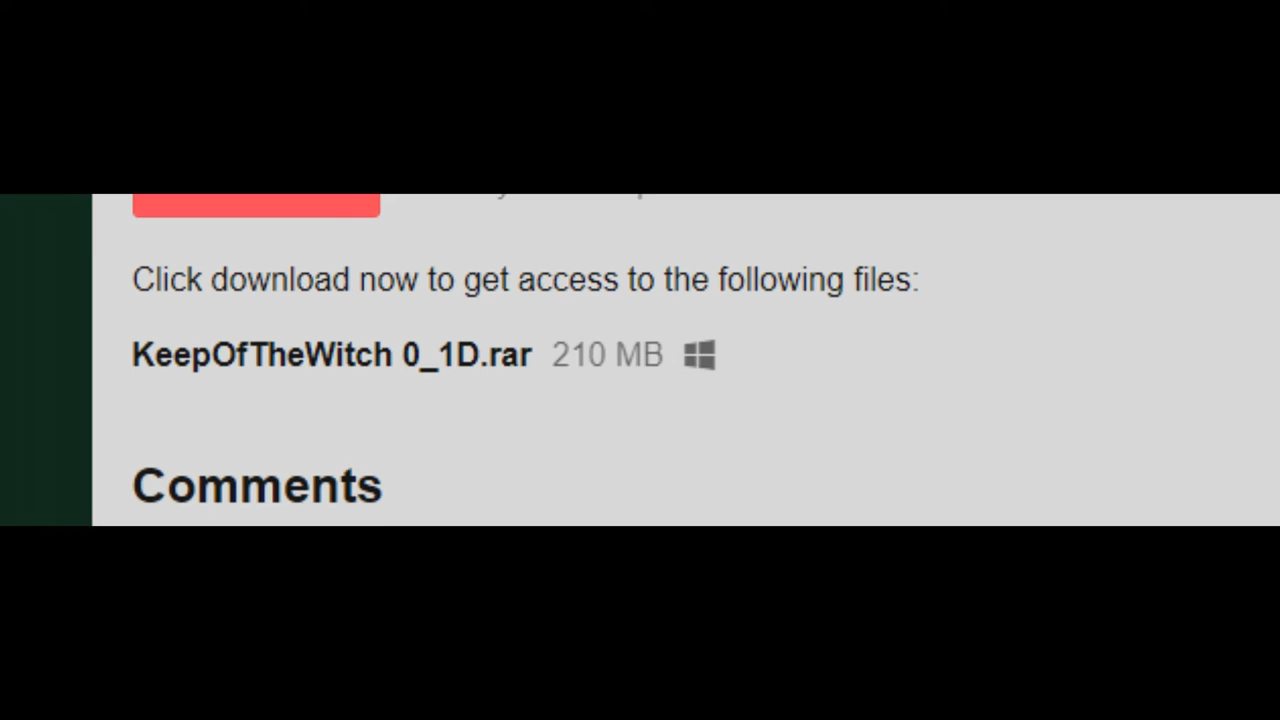 Click download now to get access to the following files:
KeepOfTheWitch 0_1D.rar 210 MB
Comments